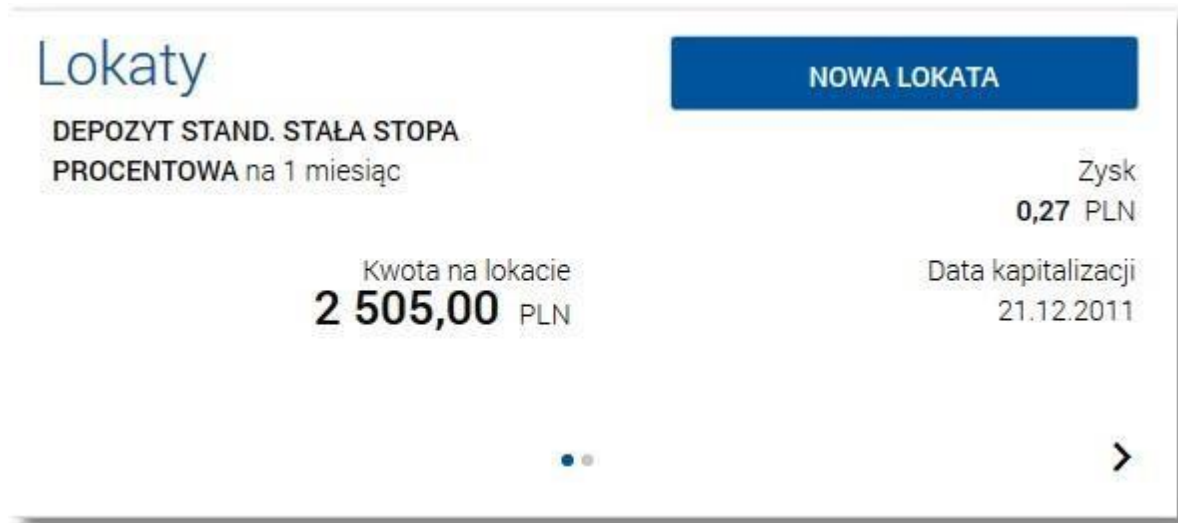 Lokaty
NOWA LOKATA
DEPOZYT STAND. STAŁA STOPA
PROCENTOWA na 1 miesiąc
Zysk
0,27 PLN
Kwota na lokacie
2 505,00 PLN
Data kapitalizacji
21.12.2011